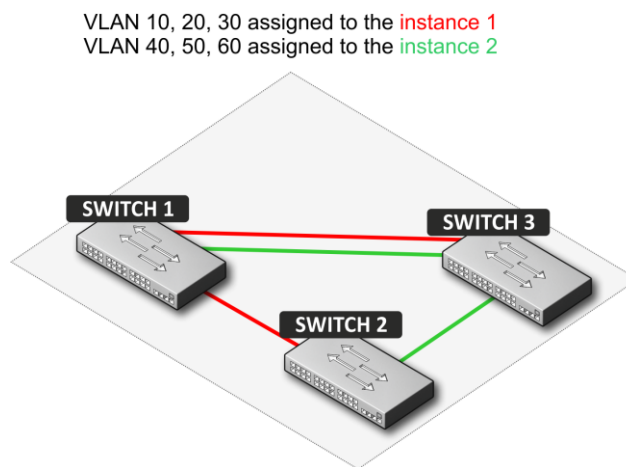 VLAN 10, 20, 30 assigned to the instance 1
VLAN 40, 50, 60 assigned to the instance 2
SWITCH 1
SWITCH 3
SWITCH 2